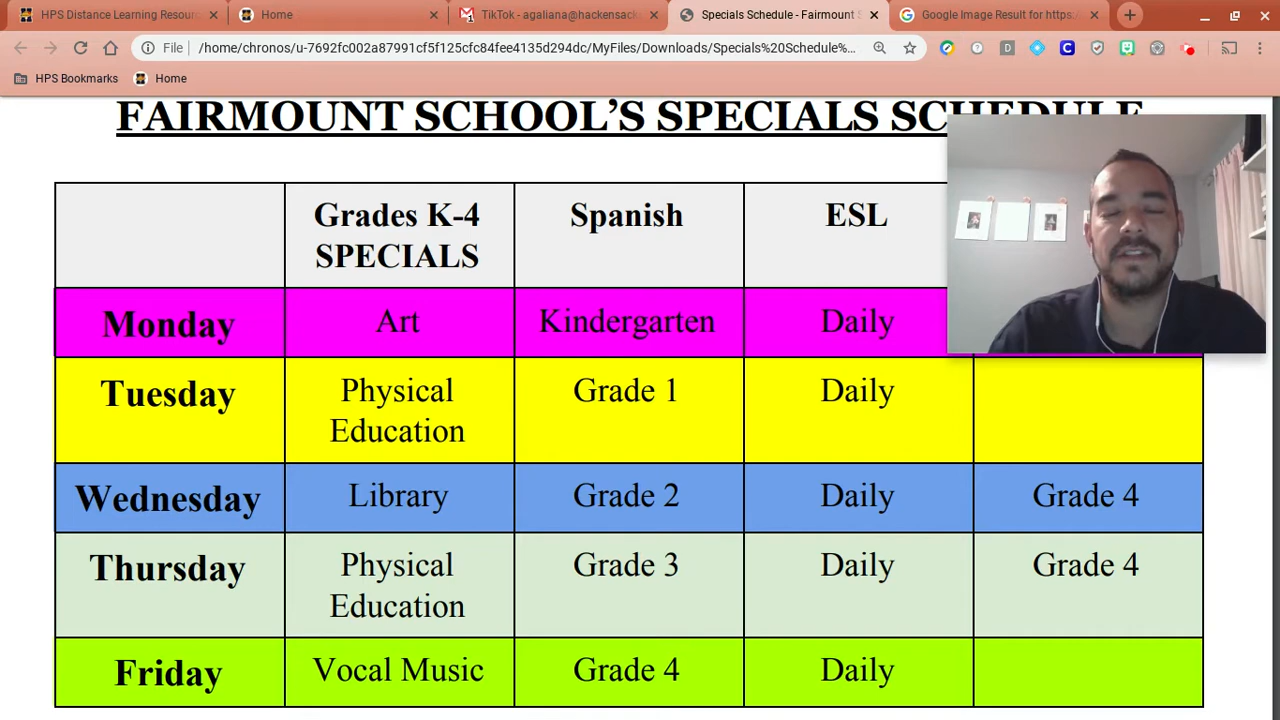 HPS Distance Learning Resour
Home
TikTok - agaliana@hackensack
Specials Schedule - Fairmount S
Google Image Result for https:/
File
/home/chronos/u-7692fc002a87991cf5f125cfc84fee4135d294dc/MyFiles/Downloads/Specials%20Schedule%...
HPS Bookmarks
Home
FAIRMOUNT SCHOOL'S SPECIALS SCHEDULE
Grades K-4 SPECIALS
Spanish
ESL
Monday
Art
Kindergarten
Daily
Tuesday
Physical Education
Grade 1
Daily
Wednesday
Library
Grade 2
Daily
Grade 4
Thursday
Physical Education
Grade 3
Daily
Grade 4
Friday
Vocal Music
Grade 4
Daily